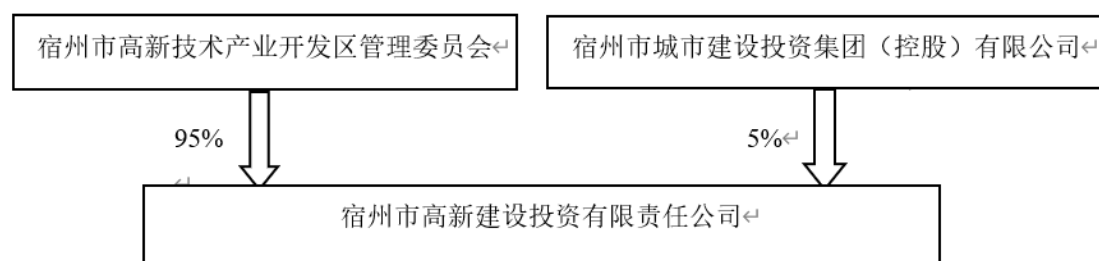 宿州市高新技术产业开发区管理委员会↵
宿州市城市建设投资集团（控股）有限公司↵
95%
5%↵
↵
宿州市高新建设投资有限责任公司↵